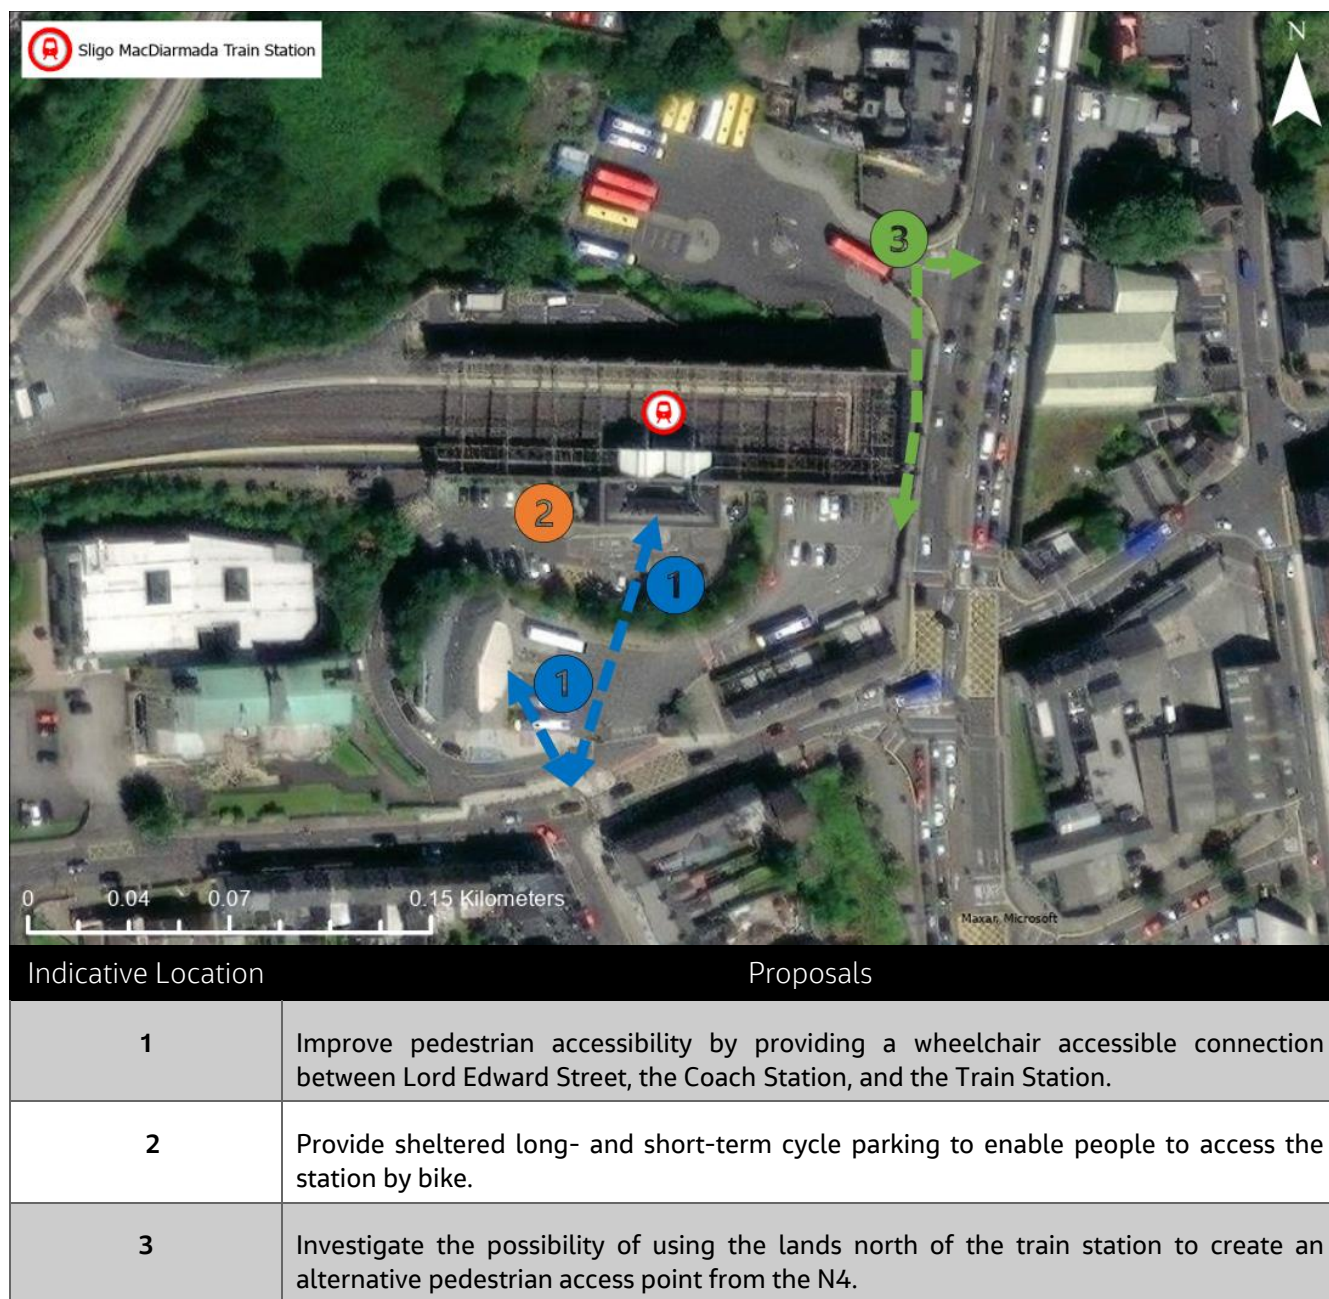 Sligo MacDiarmada Train Station
N
3
2
1
1
0 0.04 0.07 0.15 Kilometers
Maxar, Microsoft
Indicative Location Proposals
1 Improve pedestrian accessibility by providing a wheelchair accessible connection
between Lord Edward Street, the Coach Station, and the Train Station.
2 Provide sheltered long- and short-term cycle parking to enable people to access the
station by bike.
3 Investigate the possibility of using the lands north of the train station to create an
alternative pedestrian access point from the N4.